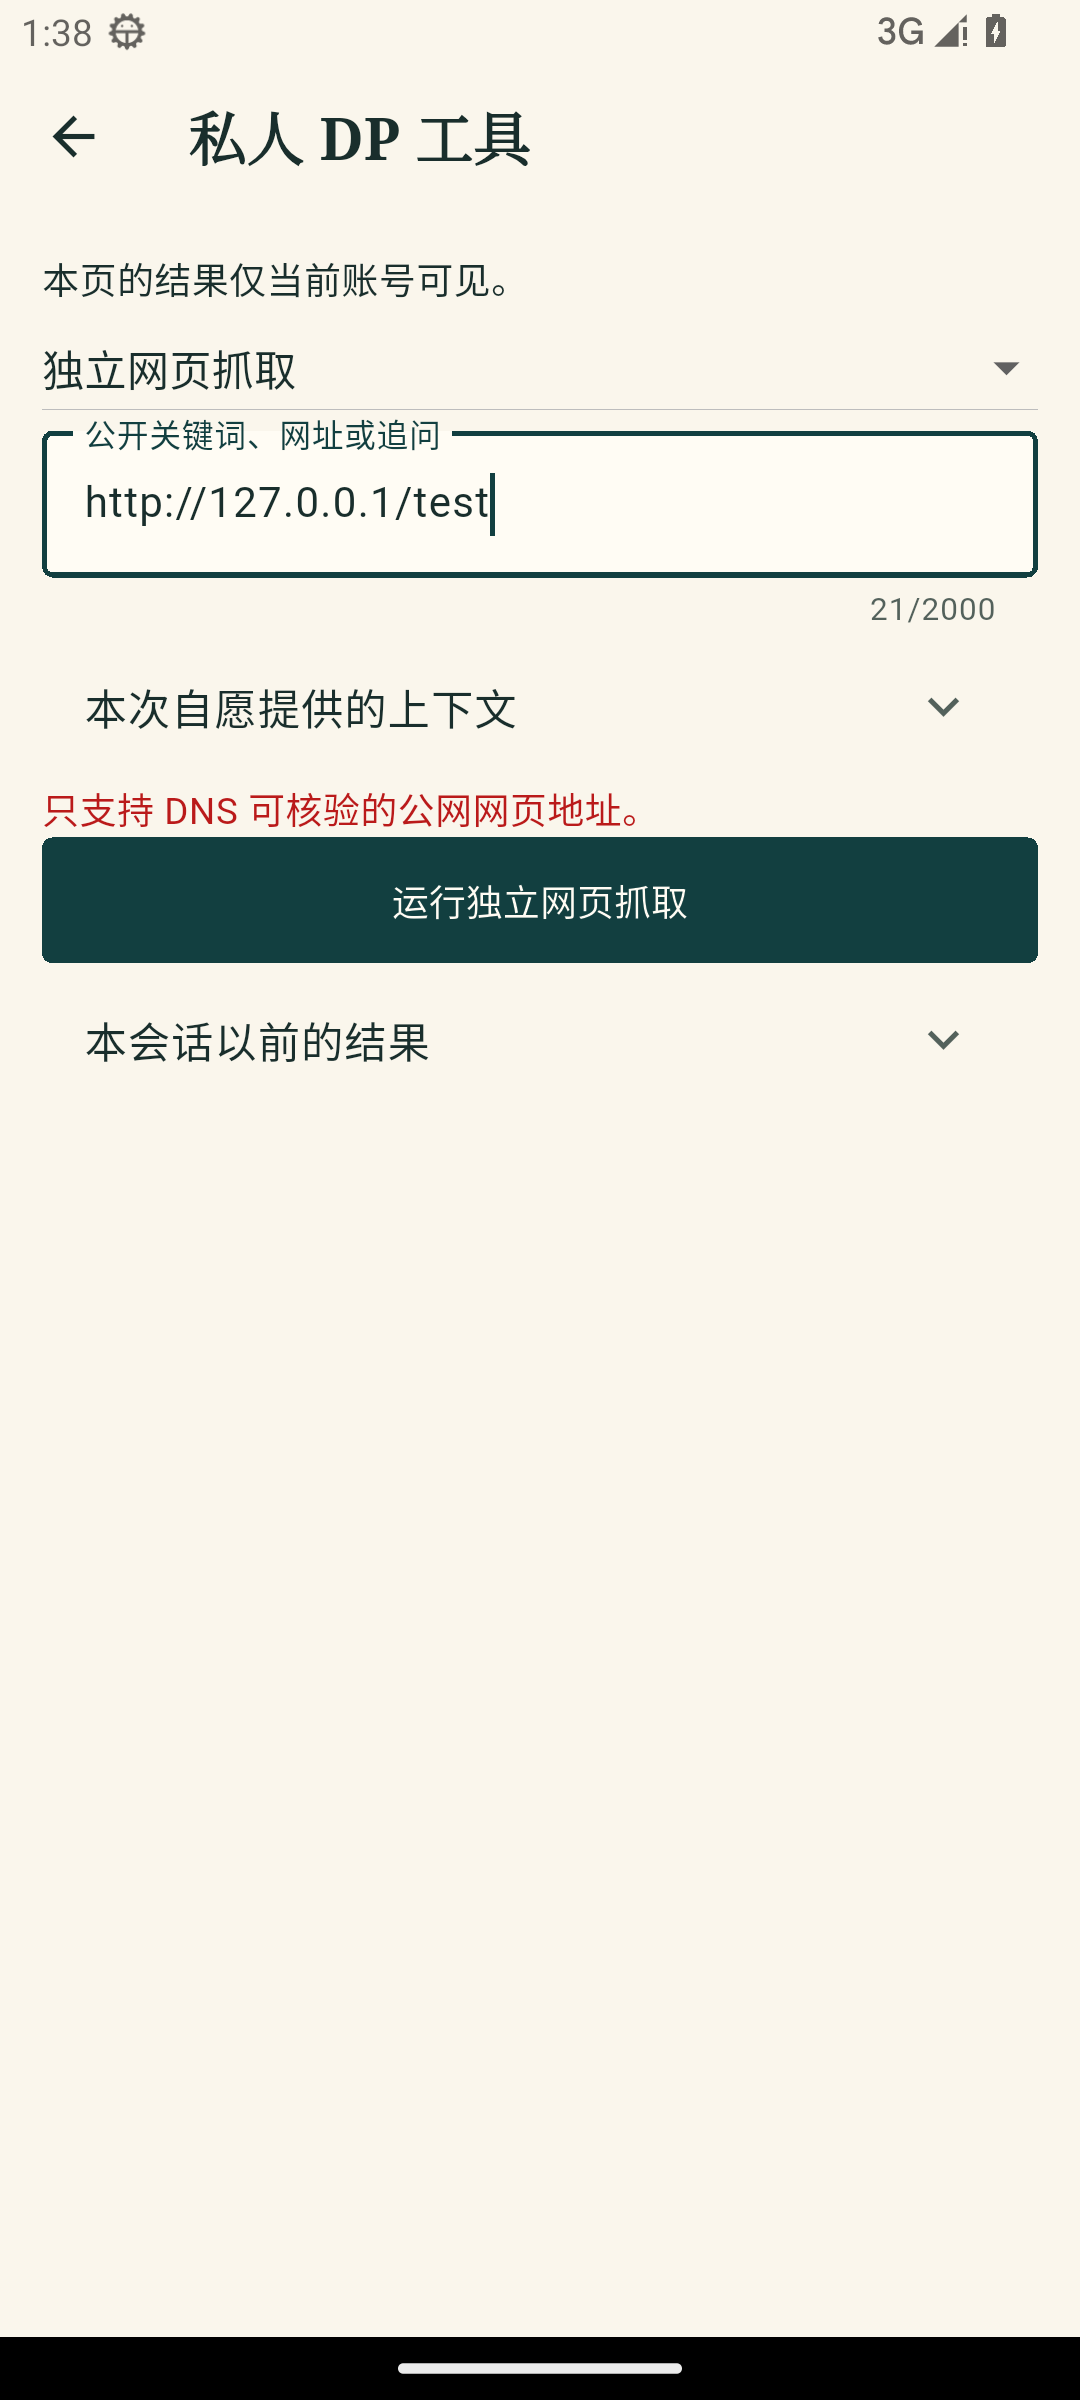 1:38
3G
私人 DP 工具
本页的结果仅当前账号可见。
独立网页抓取
公开关键词、网址或追问
http://127.0.0.1/test
21/2000
本次自愿提供的上下文
只支持 DNS 可核验的公网网页地址。
运行独立网页抓取
本会话以前的结果